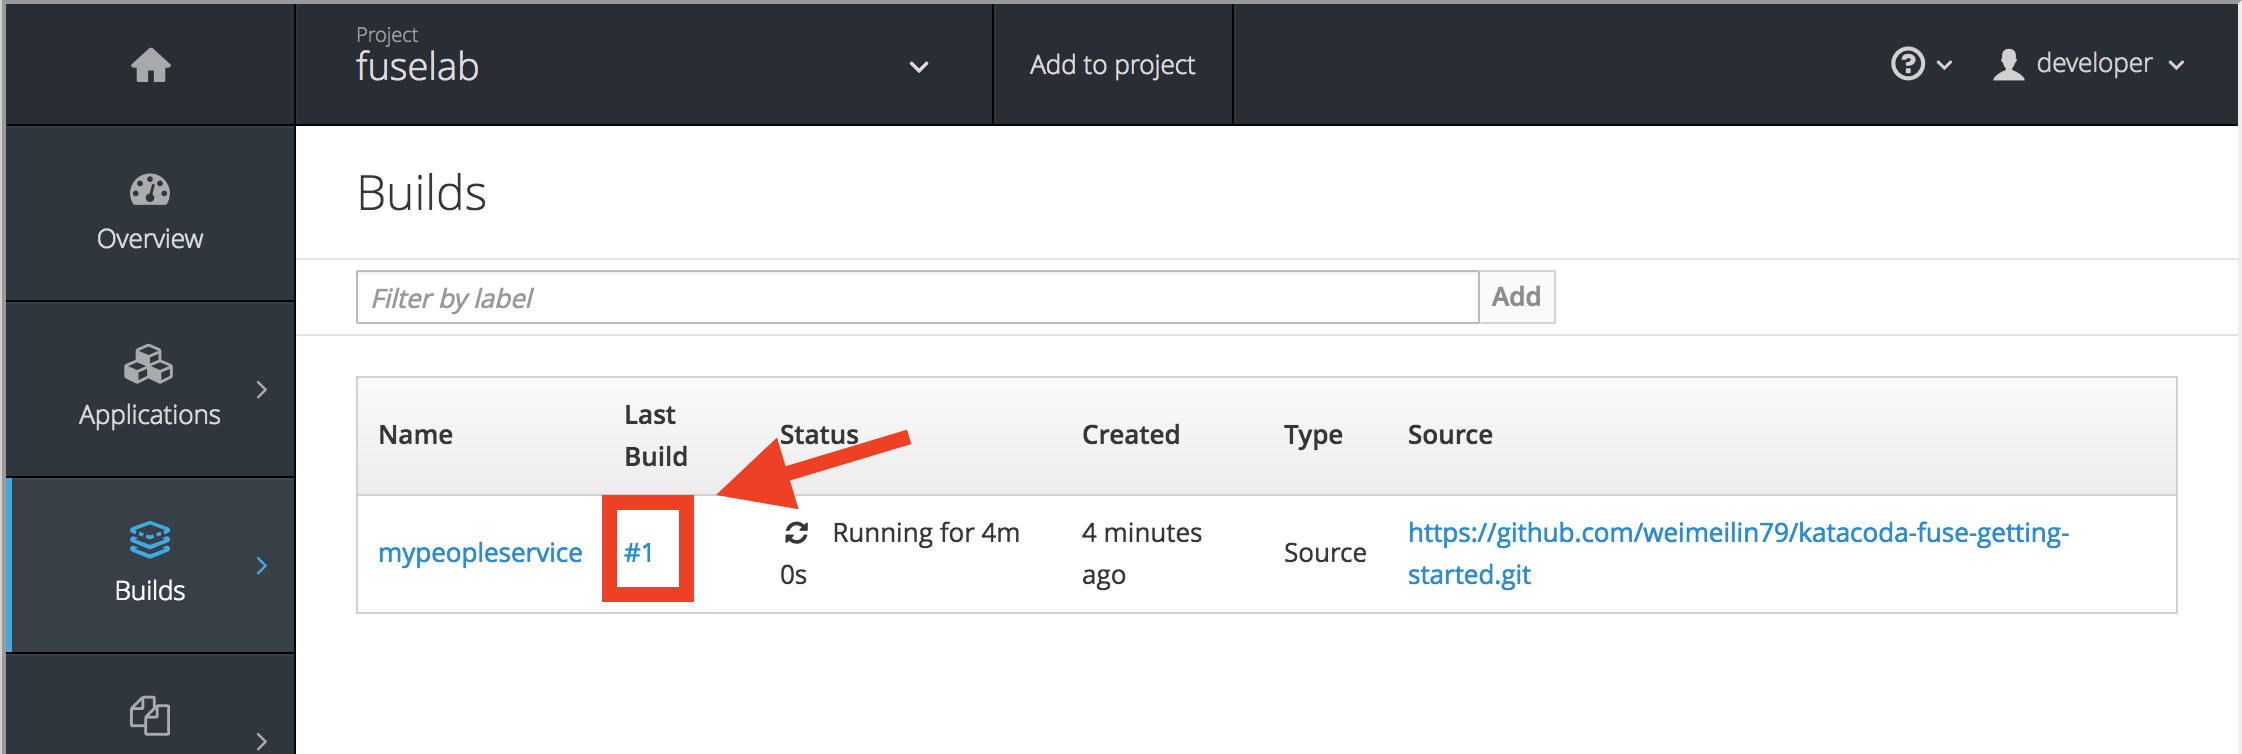 Project
fuselab
Add to project
developer
Overview
Applications
Builds
Builds
Filter by label
Add
Name
Last
Build
Status
Created
Type
Source
mypeopleservice
#1
Running for 4m
0s
4 minutes
ago
Source
https://github.com/weimeilin79/katacoda-fuse-getting-
started.git